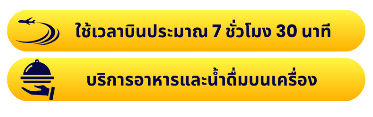 ใช้เวลาบินประมาณ 7 ชั่วโมง 30 นาที
บริการอาหารและน้ำดื่มบนเครื่อง